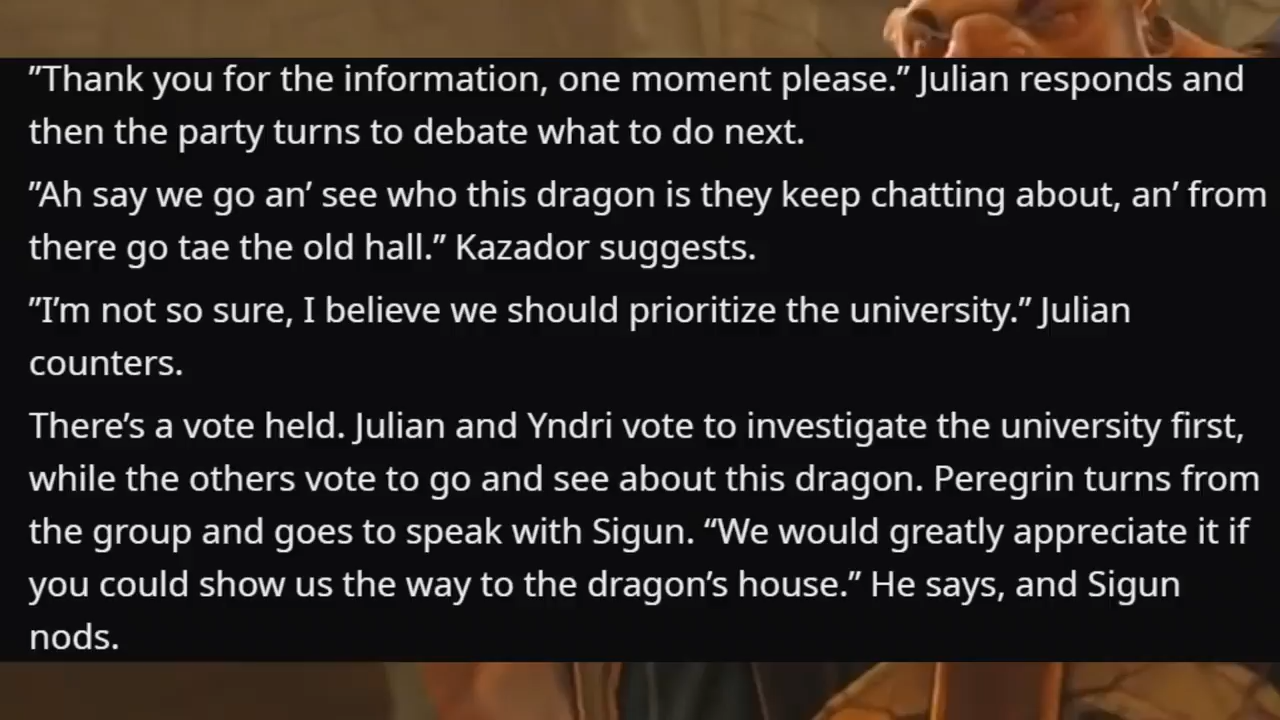 ”Thank you for the information, one moment please.” Julian responds and
then the party turns to debate what to do next.
”Ah say we go an’ see who this dragon is they keep chatting about, an’ from
there go tae the old hall.” Kazador suggests.
”I’m not so sure, I believe we should prioritize the university.” Julian
counters.
There’s a vote held. Julian and Yndri vote to investigate the university first,
while the others vote to go and see about this dragon. Peregrin turns from
the group and goes to speak with Sigun. “We would greatly appreciate it if
you could show us the way to the dragon’s house.” He says, and Sigun
nods.